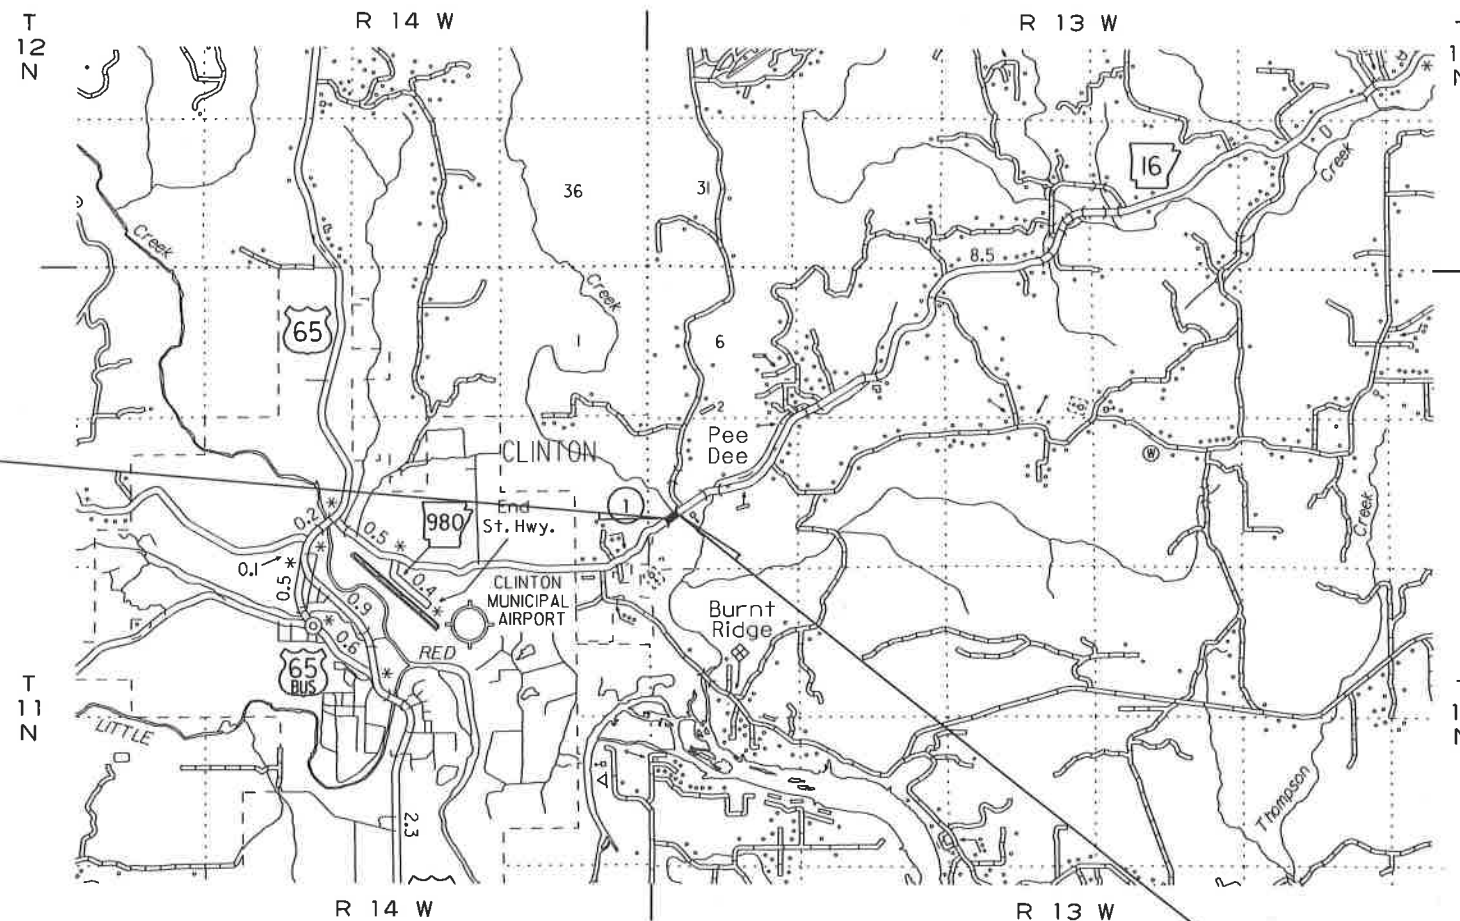 R 14 W
R 13 W
T
12
N
16
D
Creek
36
31
Creek
8.5
Creek
65
1
6
2
CLINTON
Pee
Dee
W
1
End
St. Hwy.
980
0.2
0.5
0.1
0.5
0.4
CLINTON
MUNICIPAL
AIRPORT
0.9
0.6
Creek
Burnt
Ridge
RED
65
BUS
T
11
N
LITTLE
2.3
Thompson
R 14 W
R 13 W